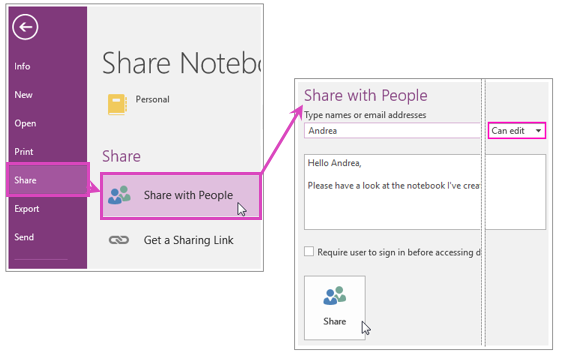 Info
New
Open
Print
Share
Export
Send
Share Noteb
Personal
Share
Share with People
Get a Sharing Link
Share with People
Type names or email addresses
Andrea
Can edit
Hello Andrea,
Please have a look at the notebook I've crea
Require user to sign in before accessing d
Share